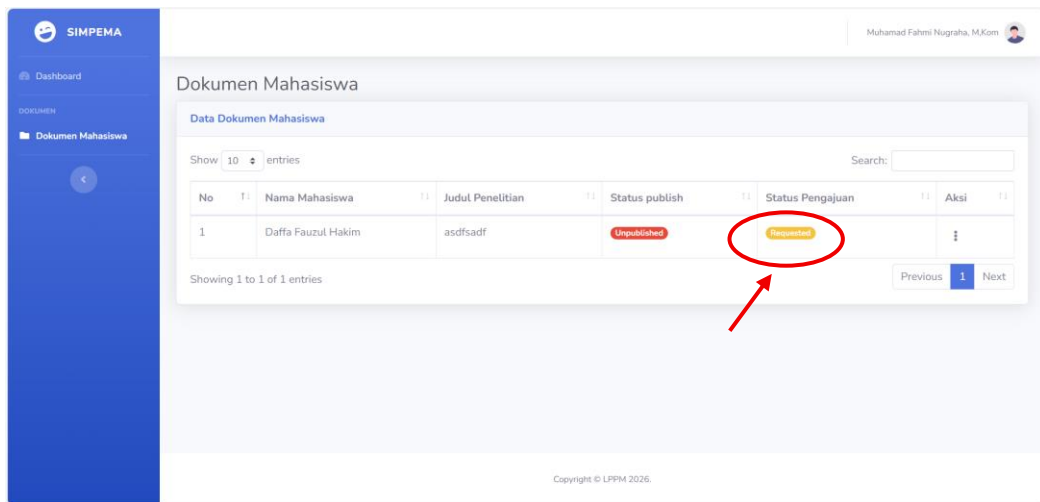 SIMPEMA
Muhamad Fahmi Nugraha, M,Kom
Dashboard
DOKUMEN
Dokumen Mahasiswa
Dokumen Mahasiswa
Data Dokumen Mahasiswa
Show 10 entries
Search:
No Nama Mahasiswa Judul Penelitian Status publish Status Pengajuan Aksi
1 Daffa Fauzul Hakim asdfsadf Unpublished Requested
Showing 1 to 1 of 1 entries
Previous 1 Next
Copyright © LPPM 2026.